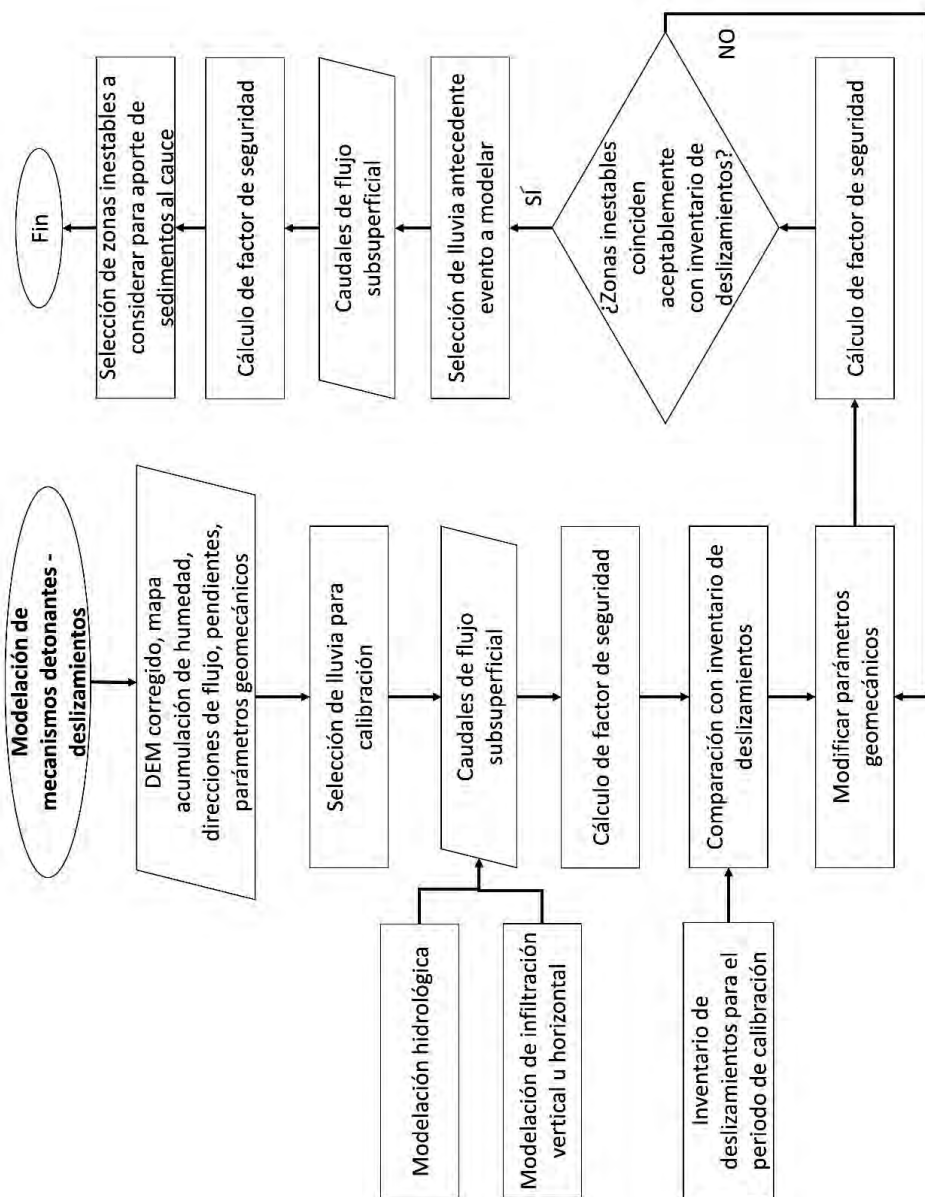 Modelación de
mecanismos detonantes -
deslizamientos
DEM corregido, mapa
acumulación de humedad,
direcciones de flujo, pendientes,
parámetros geomecánicos
Selección de lluvia para
calibración
Modelación hidrológica
Modelación de infiltración
vertical u horizontal
Caudales de flujo
subsuperficial
Cálculo de factor de seguridad
Inventario de
deslizamientos para el
periodo de calibración
Comparación con inventario de
deslizamientos
Modificar parámetros
geomecánicos
Cálculo de factor de seguridad
¿Zonas inestables
coinciden
aceptablemente
con inventario de
deslizamientos?
NO
SÍ
Selección de lluvia antecedente
evento a modelar
Caudales de flujo
subsuperficial
Cálculo de factor de seguridad
Selección de zonas inestables a
considerar para aporte de
sedimentos al cauce
Fin